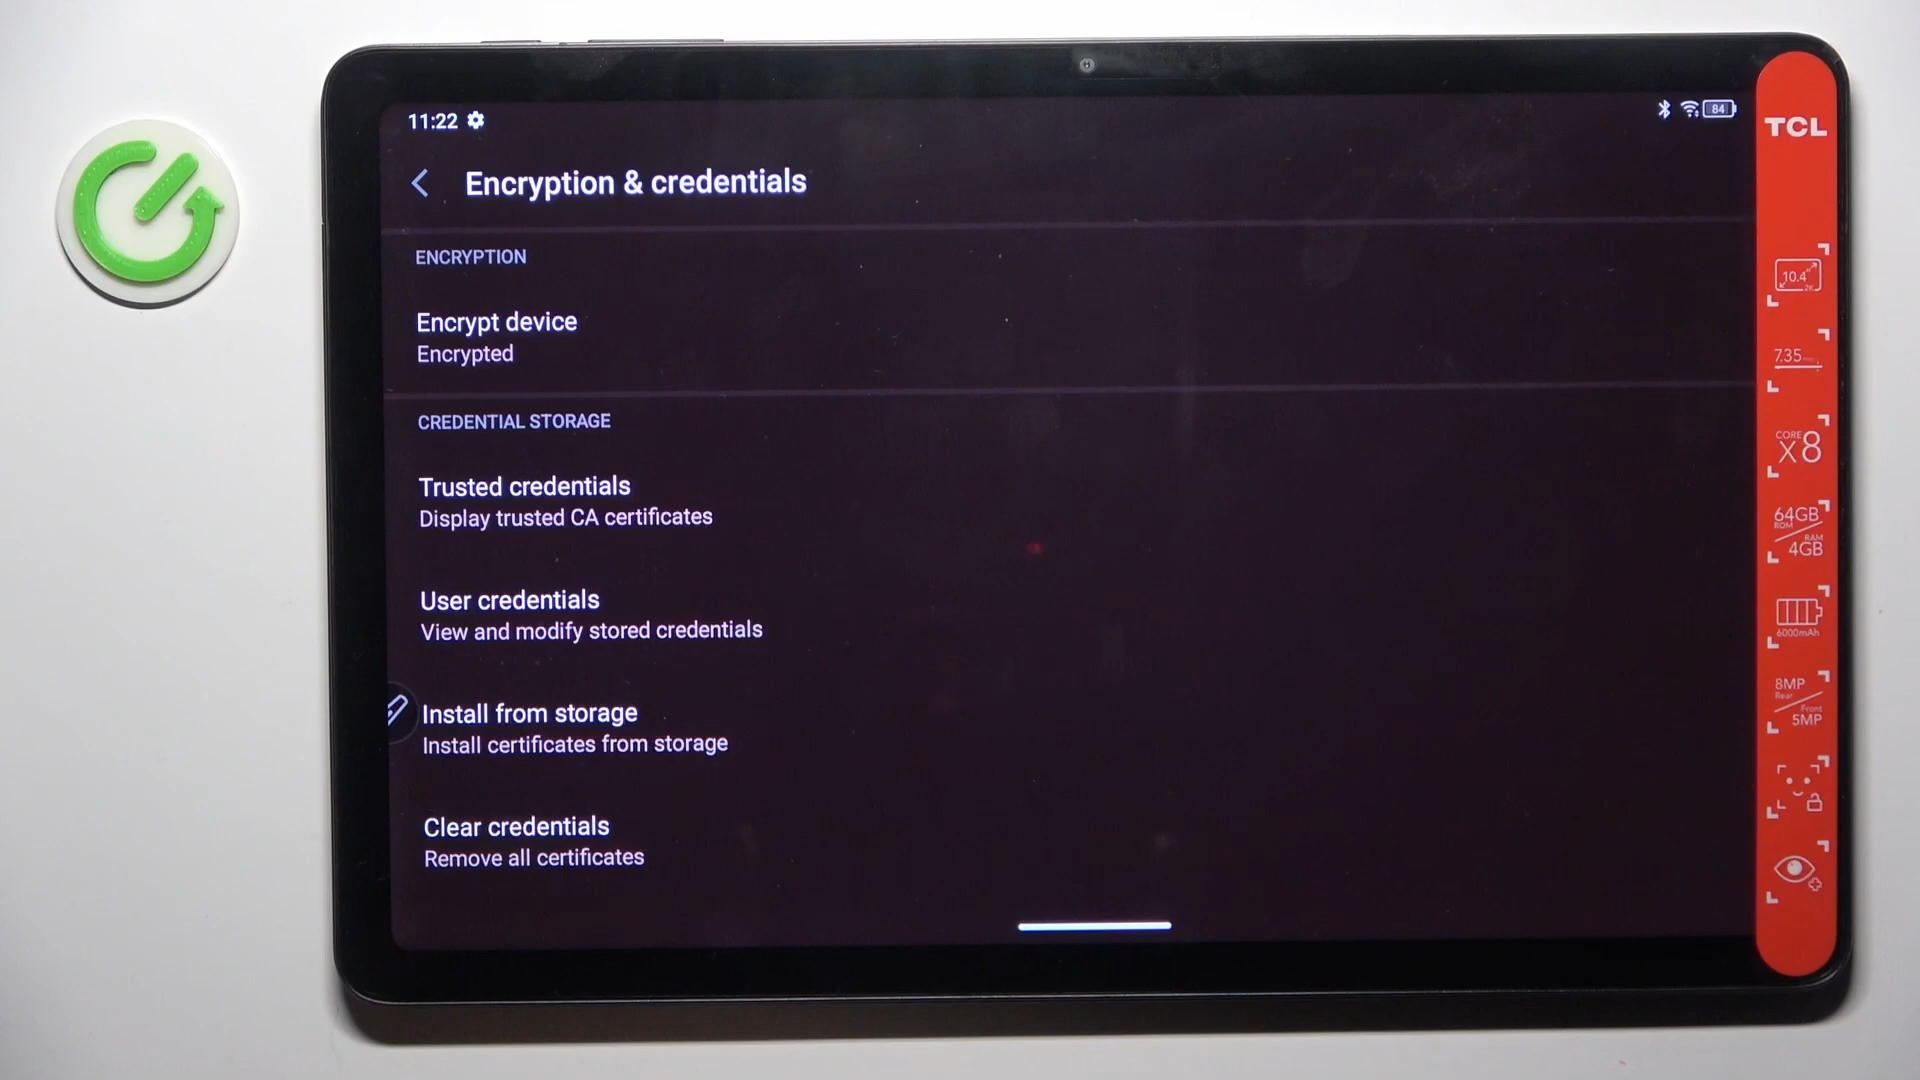 11:22
84
Encryption & credentials
ENCRYPTION
Encrypt device
Encrypted
CREDENTIAL STORAGE
Trusted credentials
Display trusted CA certificates
User credentials
View and modify stored credentials
Install from storage
Install certificates from storage
Clear credentials
Remove all certificates
TCL
10.4"
2K
7.35
CORE
X8
64GB
ROM
RAM
4GB
6000mAh
8MP
Rear
Front
5MP